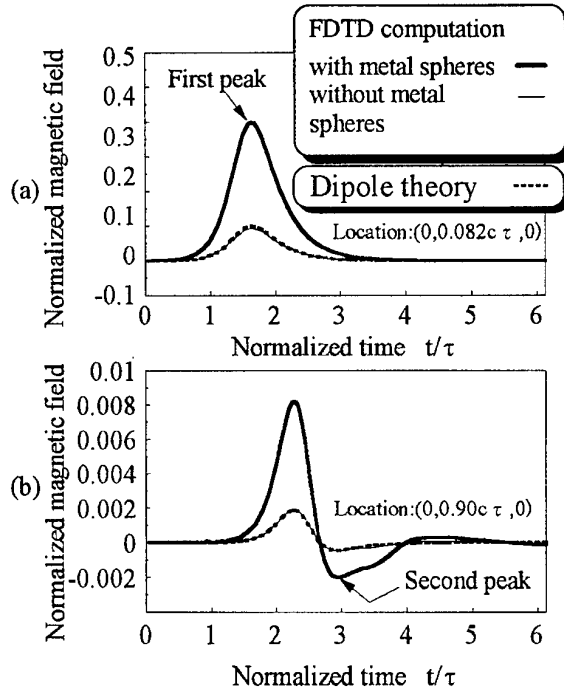 FDTD computation
with metal spheres
without metal
spheres
Dipole theory
(a)
Normalized magnetic field
0.5
0.4
0.3
0.2
0.1
0
-0.1
First peak
Location:(0,0.082c τ ,0)
0 1 2 3 4 5 6
Normalized time t/τ
(b)
Normalized magnetic field
0.01
0.008
0.006
0.004
0.002
0
-0.002
Location:(0,0.90c τ ,0)
Second peak
0 1 2 3 4 5 6
Normalized time t/τ